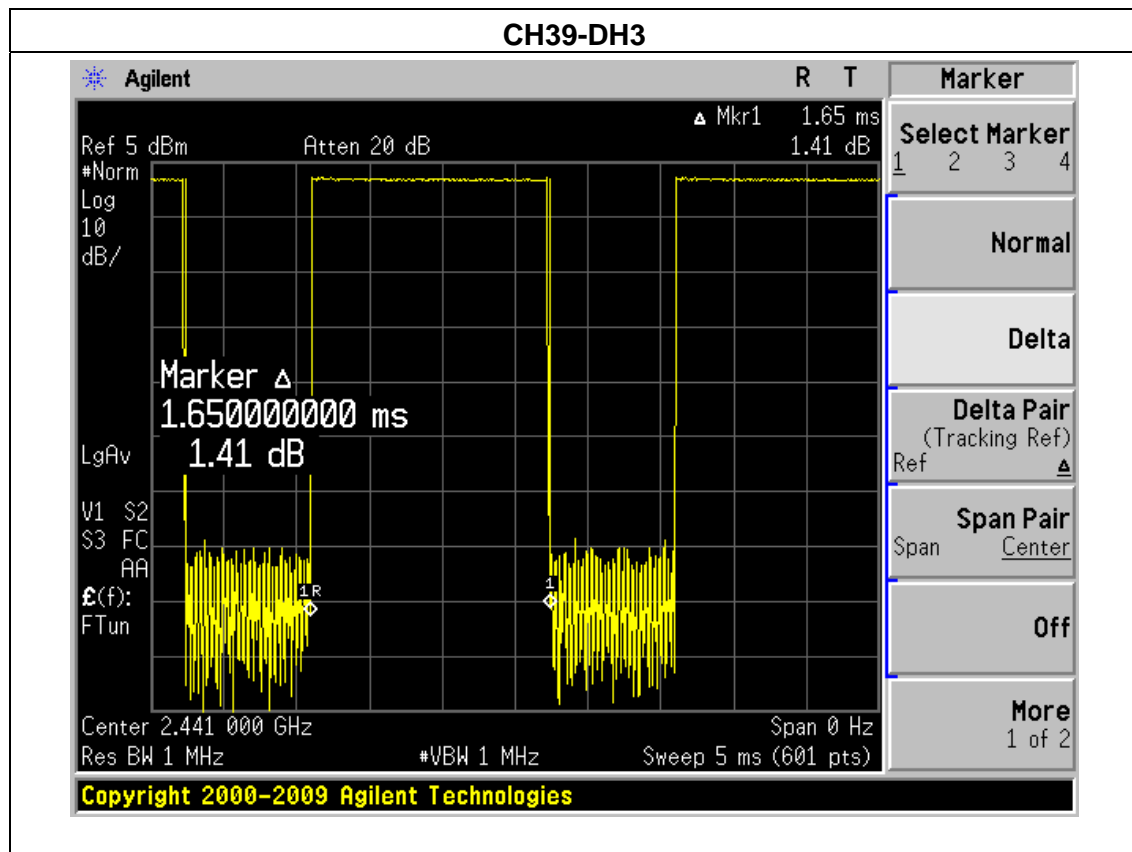 CH39-DH3
Agilent R T
Marker
Δ Mkr1 1.65 ms
Ref 5 dBm Atten 20 dB 1.41 dB
#Norm
Log
10
dB/
Marker Δ
1.650000000 ms
1.41 dB
LgAv
V1 S2
S3 FC
AA
£(f):
FTun
1R
1
Center 2.441 000 GHz Span 0 Hz
Res BW 1 MHz #VBW 1 MHz Sweep 5 ms (601 pts)
Copyright 2000-2009 Agilent Technologies
Select Marker
1 2 3 4
Normal
Delta
Delta Pair
(Tracking Ref)
Ref Δ
Span Pair
Span Center
Off
More
1 of 2